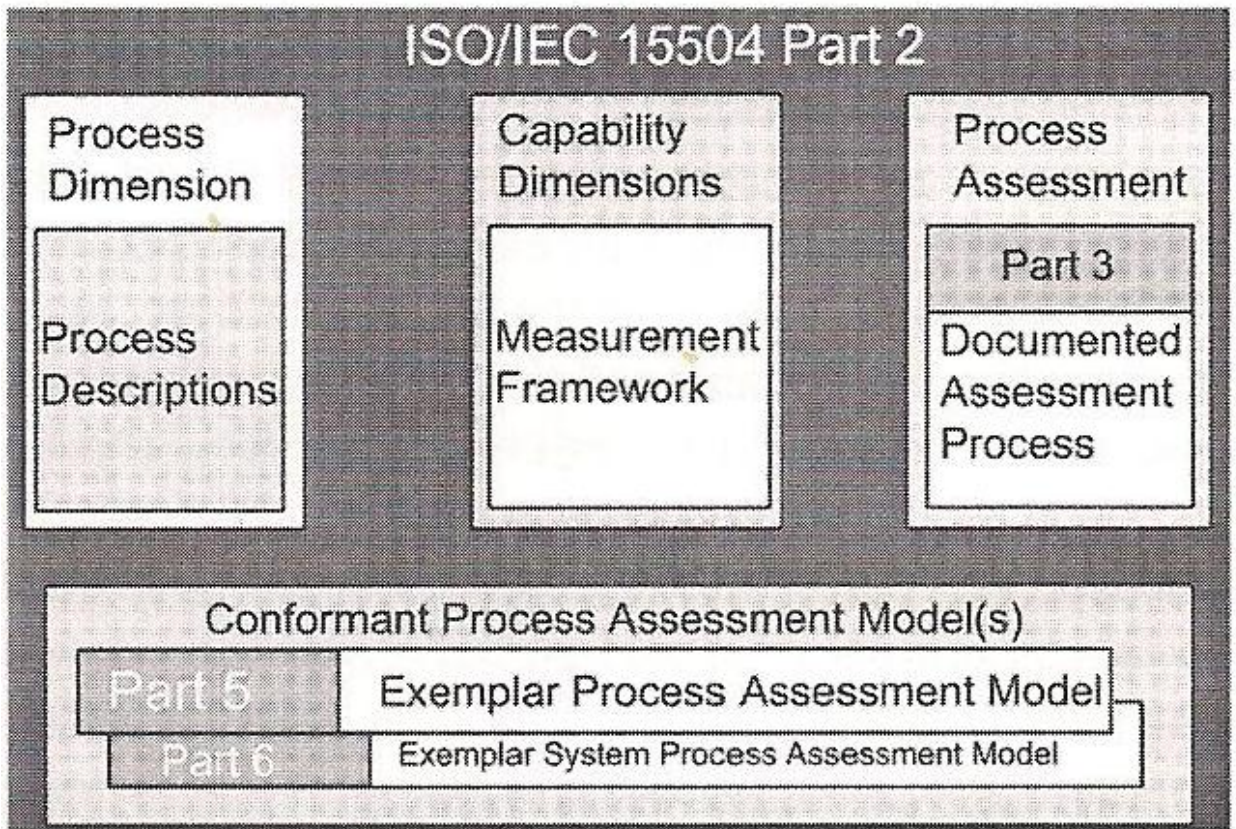 ISO/IEC 15504 Part 2
Process
Dimension
Process
Descriptions
Capability
Dimensions
Measurement
Framework
Process
Assessment
Part 3
Documented
Assessment
Process
Conformant Process Assessment Model(s)
Part 5
Exemplar Process Assessment Model
Part 6
Exemplar System Process Assessment Model